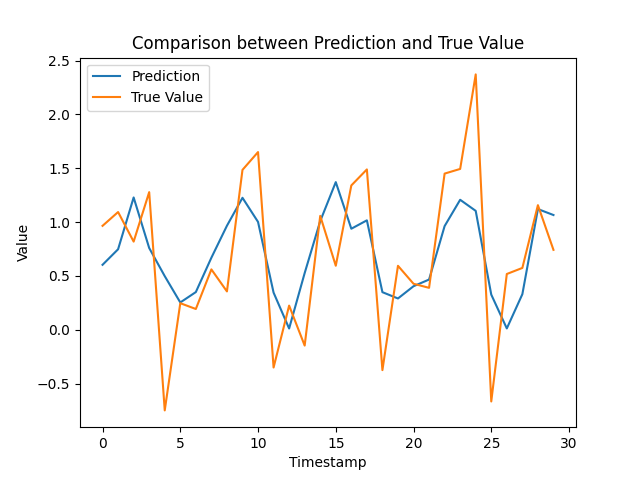 Comparison between Prediction and True Value
Prediction
True Value
2.5
2.0
1.5
1.0
0.5
0.0
−0.5
Value
0 5 10 15 20 25 30
Timestamp